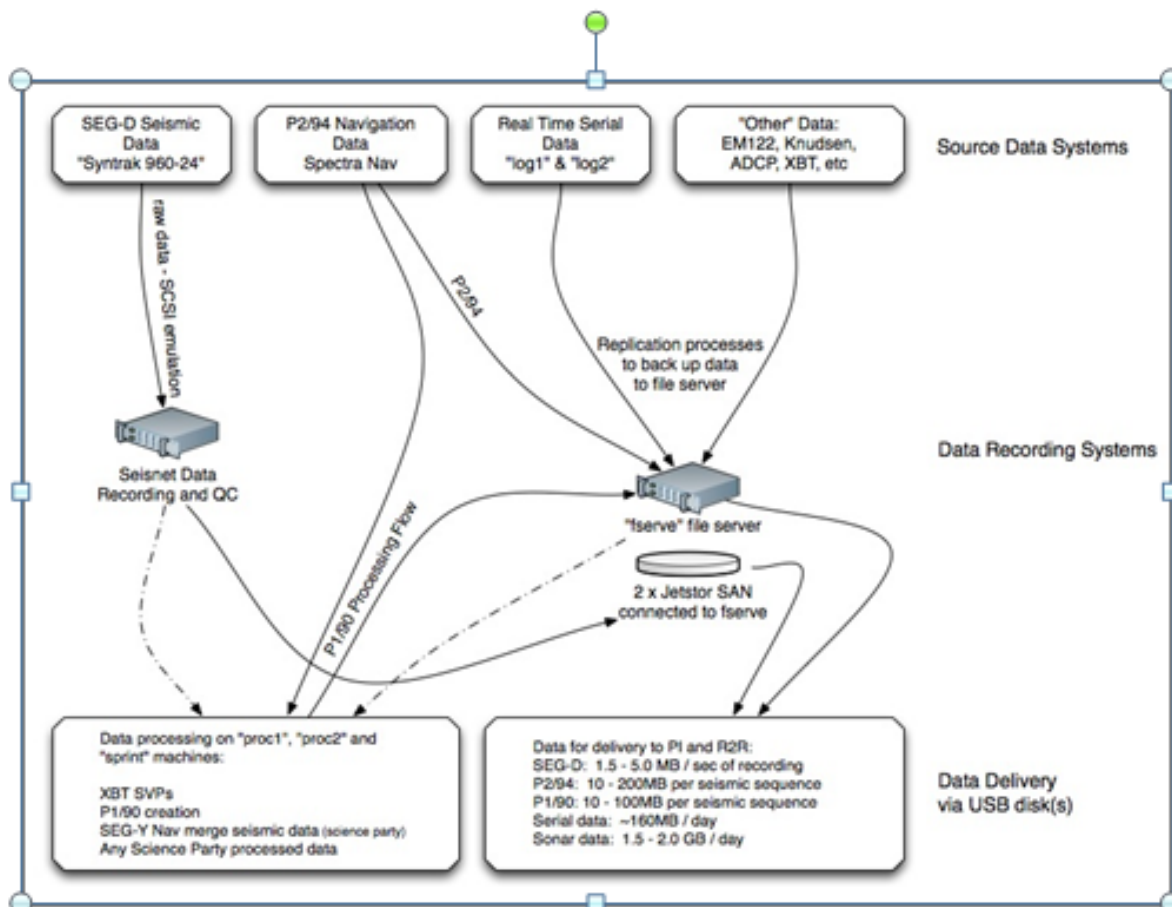 SEG-D Seismic
Data
"Syntrak 960-24"
P2/94 Navigation
Data
Spectra Nav
Real Time Serial
Data
"log1" & "log2"
"Other" Data:
EM122, Knudsen,
ADCP, XBT, etc
Source Data Systems
raw data - SCSI emulation
P2/94
Replication processes
to back up data
to file server
Seisnet Data
Recording and QC
Data Recording Systems
"fserve" file server
P1/90 Processing Flow
2 x Jetstor SAN
connected to fserve
Data processing on "proc1", "proc2" and
"sprint" machines:
XBT SVPs
P1/90 creation
SEG-Y Nav merge seismic data (science party)
Any Science Party processed data
Data for delivery to PI and R2R:
SEG-D: 1.5 - 5.0 MB / sec of recording
P2/94: 10 - 200MB per seismic sequence
P1/90: 10 - 100MB per seismic sequence
Serial data: ~160MB / day
Sonar data: 1.5 - 2.0 GB / day
Data Delivery
via USB disk(s)